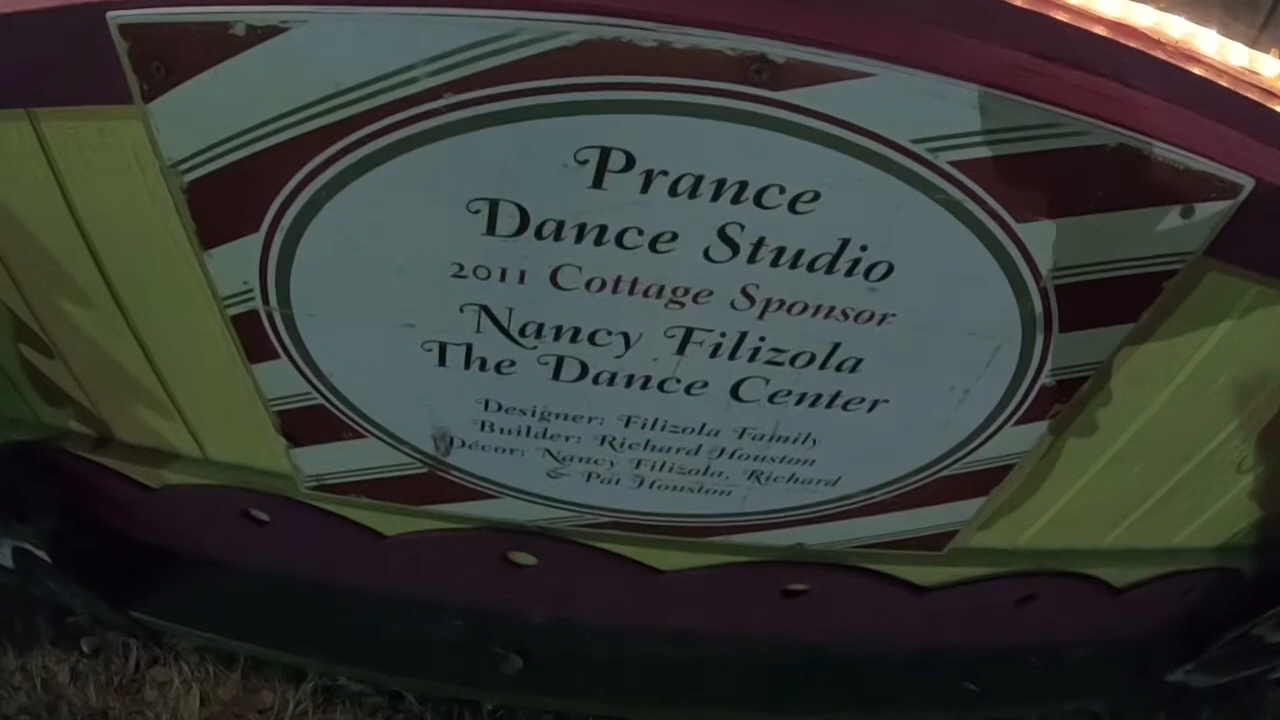 Prance
Dance Studio
2011 Cottage Sponsor
Nancy Filizola
The Dance Center
Designer: Filizola Family
Builder: Richard Houston
Décor: Nancy Filizola, Richard
& Pat Houston